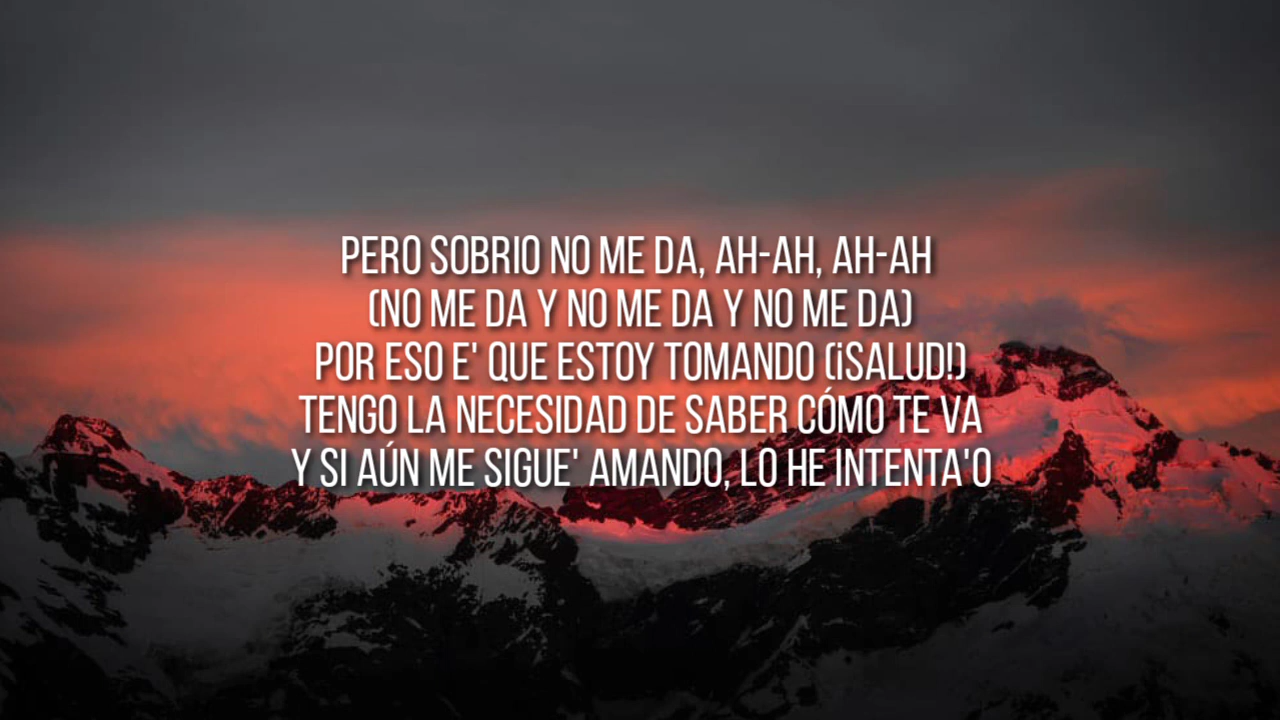 PERO SOBRIO NO ME DA, AH-AH, AH-AH
(NO ME DA Y NO ME DA Y NO ME DA)
POR ESO E' QUE ESTOY TOMANDO (¡SALUD!)
TENGO LA NECESIDAD DE SABER CÓMO TE VA
Y SI AÚN ME SIGUE' AMANDO, LO HE INTENTA'O